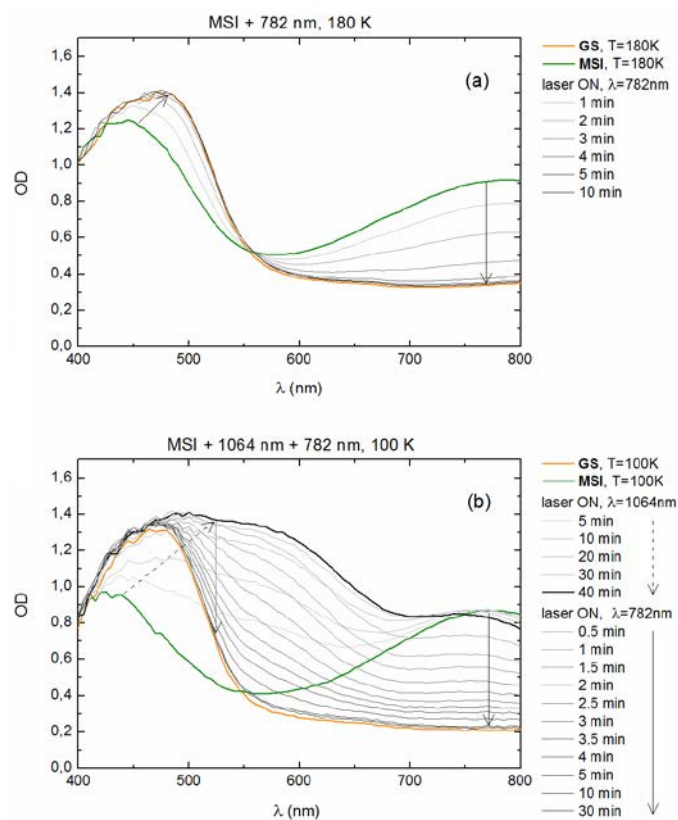 MSI + 782 nm, 180 K
(a)
OD
1,6
1,4
1,2
1,0
0,8
0,6
0,4
0,2
0,0
400 500 600 700 800
λ (nm)
GS, T=180K
MSI, T=180K
laser ON, λ=782nm
1 min
2 min
3 min
4 min
5 min
10 min
MSI + 1064 nm + 782 nm, 100 K
(b)
OD
1,6
1,4
1,2
1,0
0,8
0,6
0,4
0,2
0,0
400 500 600 700 800
λ (nm)
GS, T=100K
MSI, T=100K
laser ON, λ=1064nm
5 min
10 min
20 min
30 min
40 min
laser ON, λ=782nm
0.5 min
1 min
1.5 min
2 min
2.5 min
3 min
3.5 min
4 min
5 min
10 min
30 min